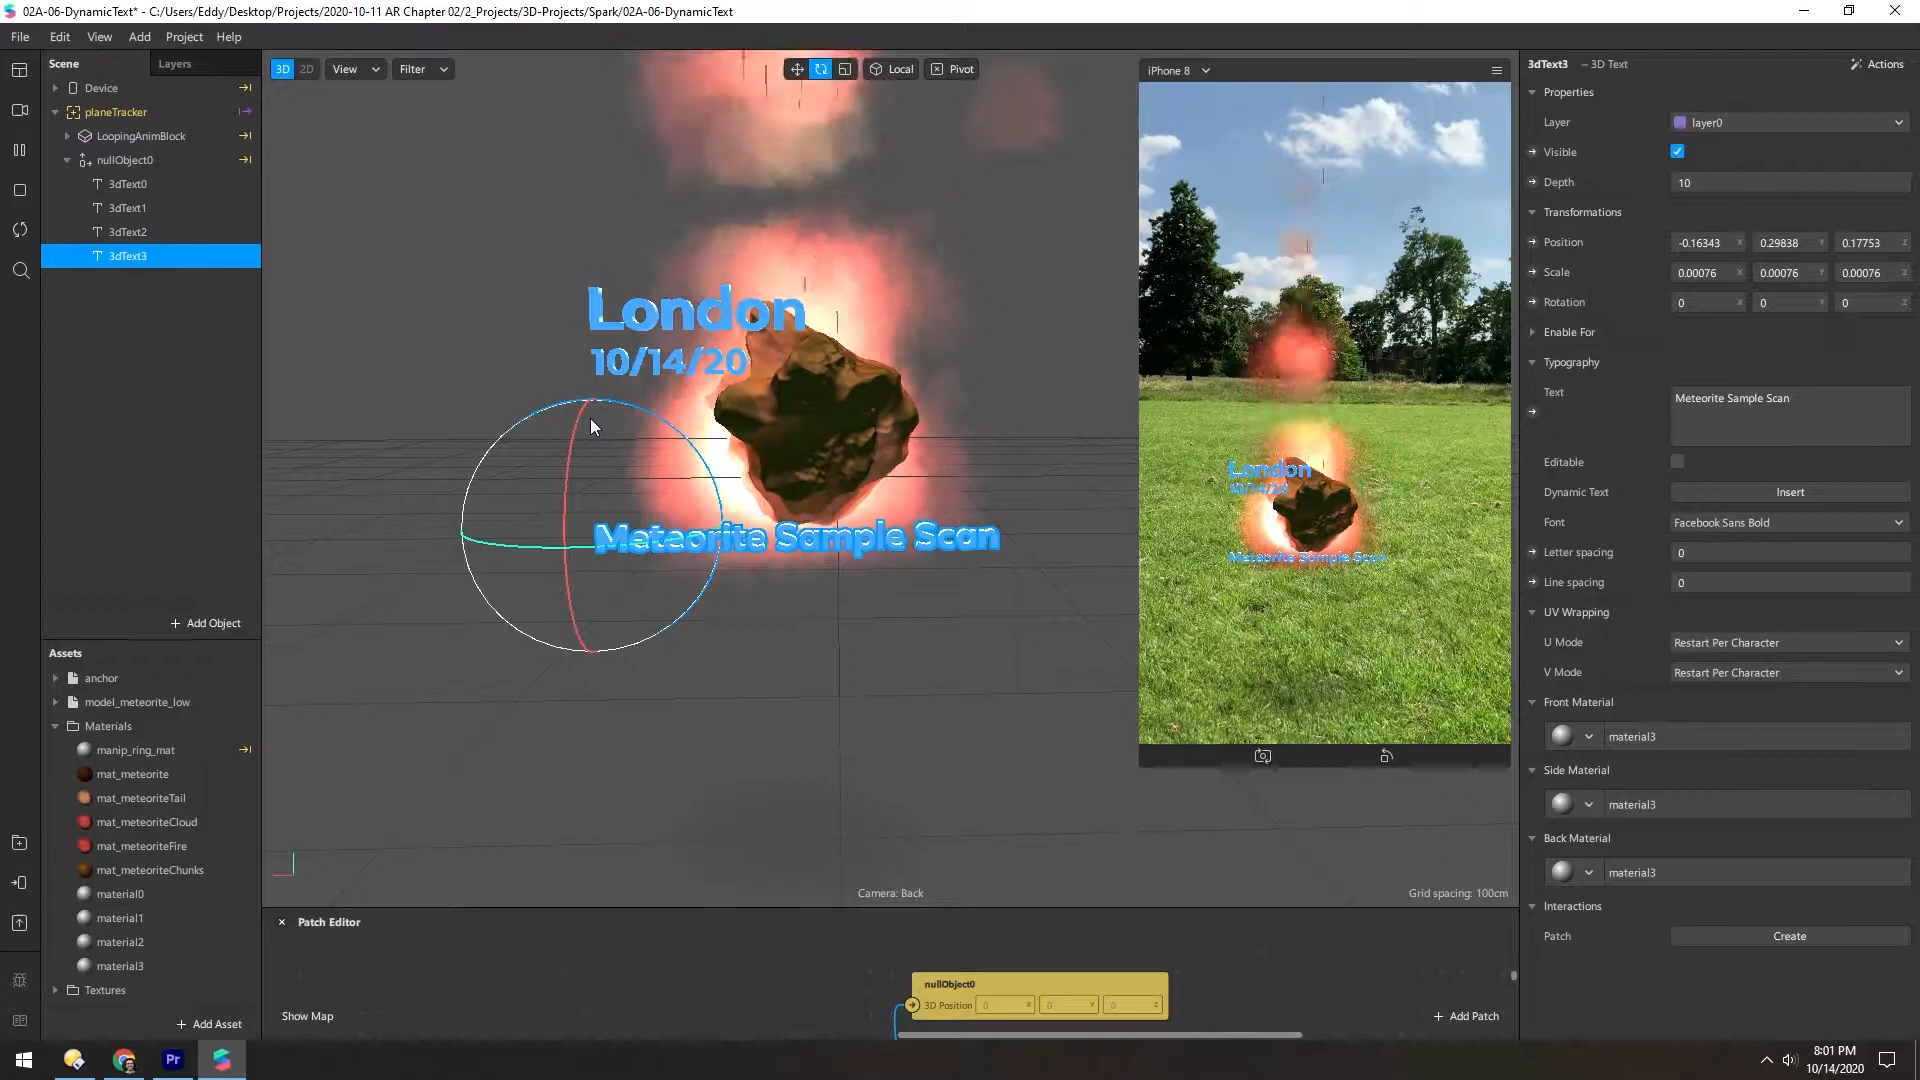 02A-06-DynamicText* - C:/Users/Eddy/Desktop/Projects/2020-10-11 AR Chapter 02/2_Projects/3D-Projects/Spark/02A-06-DynamicText
File Edit View Add Project Help
Scene
Layers
Device
planeTracker
LoopingAnimBlock
nullObject0
3dText0
3dText1
3dText2
3dText3
+ Add Object
Assets
anchor
model_meteorite_low
Materials
manip_ring_mat
mat_meteorite
mat_meteoriteTail
mat_meteoriteCloud
mat_meteoriteFire
mat_meteoriteChunks
material0
material1
material2
material3
Textures
+ Add Asset
3D 2D View Filter Local Pivot
London
10/14/20
Meteorite Sample Scan
Camera: Back
Grid spacing: 100cm
iPhone 8
London
10/14/20
Meteorite Sample Scan
Patch Editor
nullObject0
3D Position 0 X 0 Y 0 Z
Show Map
+ Add Patch
3dText3 – 3D Text
Actions
Properties
Layer layer0
Visible
Depth 10
Transformations
Position -0.16343 X 0.29838 Y 0.17753 Z
Scale 0.00076 X 0.00076 Y 0.00076 Z
Rotation 0 X 0 Y 0 Z
Enable For
Typography
Text Meteorite Sample Scan
Editable
Dynamic Text Insert
Font Facebook Sans Bold
Letter spacing 0
Line spacing 0
UV Wrapping
U Mode Restart Per Character
V Mode Restart Per Character
Front Material
material3
Side Material
material3
Back Material
material3
Interactions
Patch Create
Pr
8:01 PM
10/14/2020